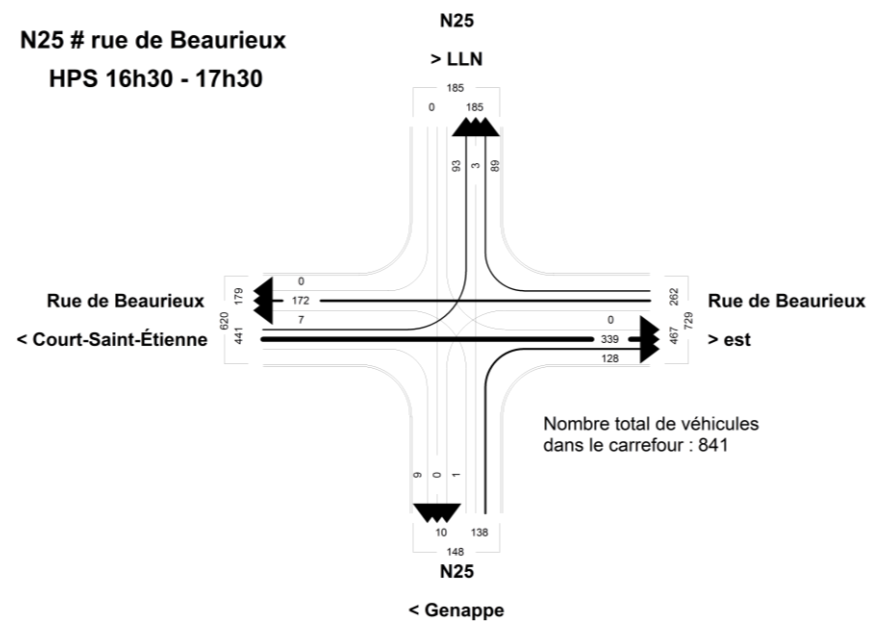 N25
N25 # rue de Beaurieux
> LLN
HPS 16h30 - 17h30
185
0 185
93 3 89
0
Rue de Beaurieux 179 172 262 Rue de Beaurieux
7 0
620 729
< Court-Saint-Étienne 441 339 467 > est
128
Nombre total de véhicules
dans le carrefour : 841
9 0 1
10 138
148
N25
< Genappe